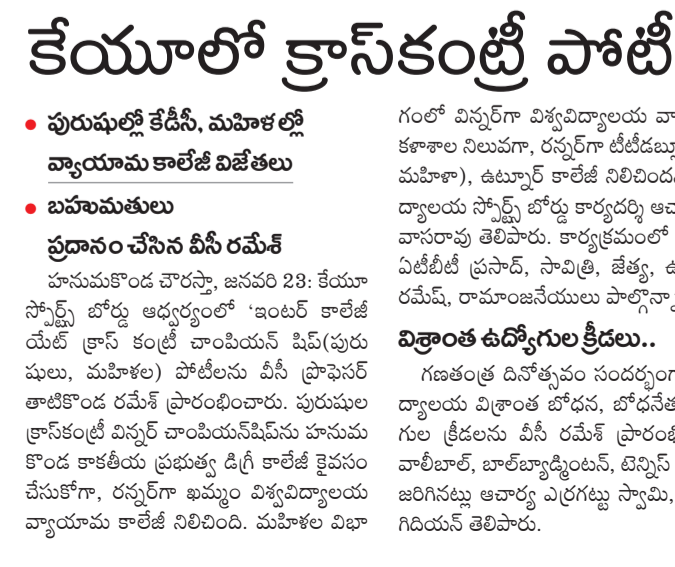 కేయూలో క్రాస్‌కంట్రీ పోటీ
పురుషుల్లో కేడీసీ, మహిళల్లో
వ్యాయామ కాలేజీ విజేతలు
బహుమతులు
ప్రదానం చేసిన వీసీ రమేశ్
హనుమకొండ చౌరస్తా, జనవరి 23: కేయూ
స్పోర్ట్స్ బోర్డు ఆధ్వర్యంలో ‘ఇంటర్ కాలేజీ
యేట్ క్రాస్ కంట్రీ చాంపియన్ షిప్(పురు
షులు, మహిళల) పోటీలను వీసీ ప్రొఫెసర్
తాటికొండ రమేశ్ ప్రారంభించారు. పురుషుల
క్రాస్‌కంట్రీ విన్నర్ చాంపియన్‌షిప్‌ను హనుమ
కొండ కాకతీయ ప్రభుత్వ డిగ్రీ కాలేజీ కైవసం
చేసుకోగా, రన్నర్‌గా ఖమ్మం విశ్వవిద్యాలయ
వ్యాయామ కాలేజీ నిలిచింది. మహిళల విభా
గంలో విన్నర్‌గా విశ్వవిద్యాలయ
కళాశాల నిలువగా, రన్నర్‌గా
మహిళా), ఉట్నూర్ కాలేజీ
ద్యాలయ స్పోర్ట్స్ బోర్డు కార్యదర్శి
వాసరావు తెలిపారు. కార్యక్రమంలో
ఏటీబీటీ ప్రసాద్, సావిత్రి, జేత్య,
రమేష్, రామాంజనేయులు
విశ్రాంత ఉద్యోగుల క్రీడలు..
గణతంత్ర దినోత్సవం
ద్యాలయ విశ్రాంత బోధన,
గుల క్రీడలను వీసీ రమేశ్
వాలీబాల్, బాల్‌బ్యాడ్మింటన్, టెన్నిస్
జరిగినట్లు ఆచార్య ఎర్రగట్టు స్వామి,
గిదియన్ తెలిపారు.